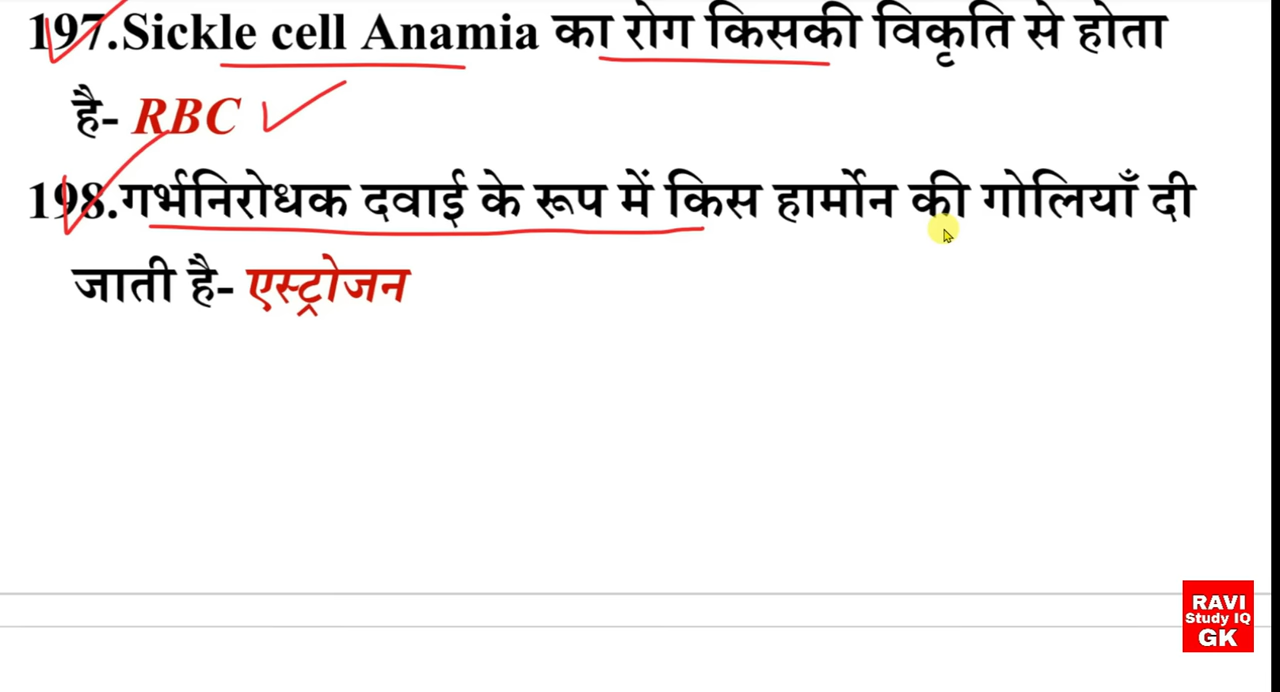 197.Sickle cell Anamia का रोग किसकी विकृति से होता
है- RBC
198.गर्भनिरोधक दवाई के रूप में किस हार्मोन की गोलियाँ दी
जाती है- एस्ट्रोजन
RAVI
Study IQ
GK